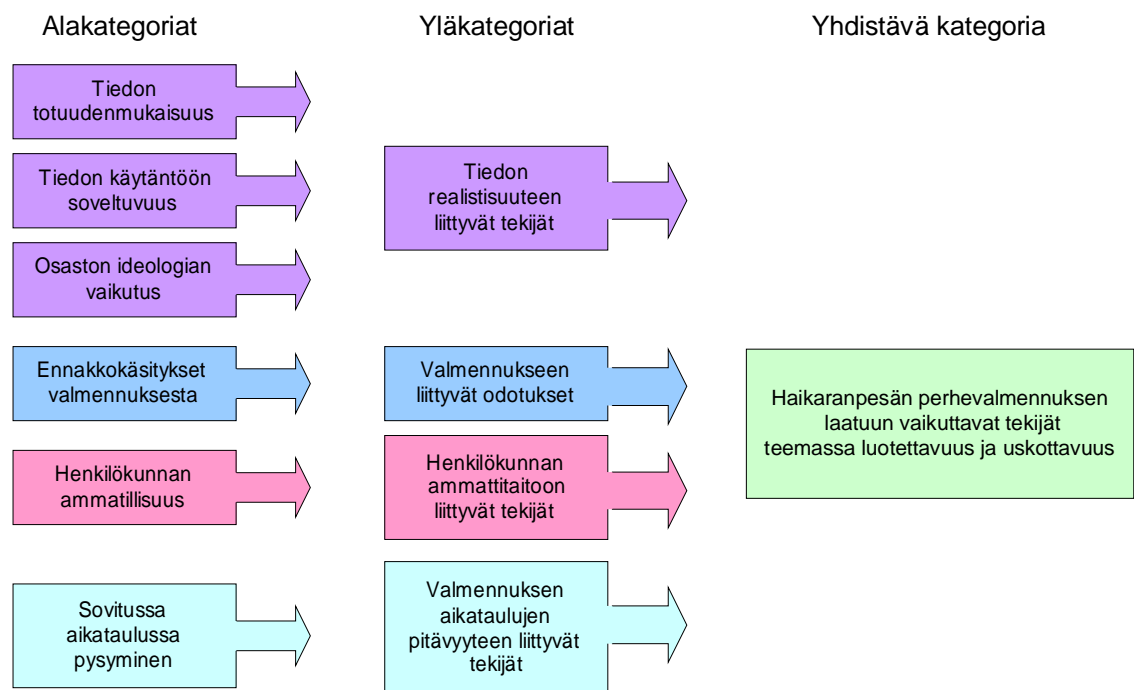 Alakategoriat
Yläkategoriat
Yhdistävä kategoria
Tiedon
totuudenmukaisuus
Tiedon käytäntöön
soveltuvuus
Osaston ideologian
vaikutus
Ennakkokäsitykset
valmennuksesta
Henkilökunnan
ammatillisuus
Sovitussa
aikataulussa
pysyminen
Tiedon
realistisuuteen
liittyvät tekijät
Valmennukseen
liittyvät odotukset
Henkilökunnan
ammattitaitoon
liittyvät tekijät
Valmennuksen
aikataulujen
pitävyyteen liittyvät
tekijät
Haikaranpesän perhevalmennuksen
laatuun vaikuttavat tekijät
teemassa luotettavuus ja uskottavuus